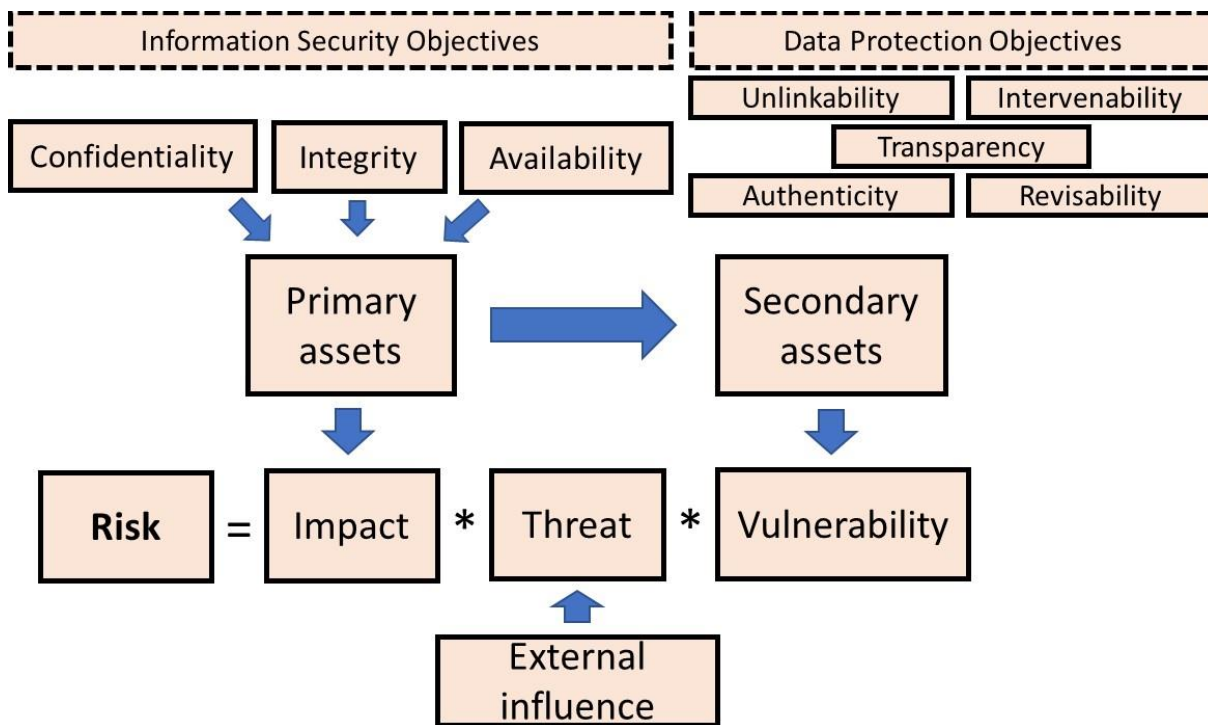 Information Security Objectives
Data Protection Objectives
Unlinkability
Intervenability
Confidentiality
Integrity
Availability
Transparency
Authenticity
Revisability
Primary
assets
Secondary
assets
Risk = Impact * Threat * Vulnerability
External
influence